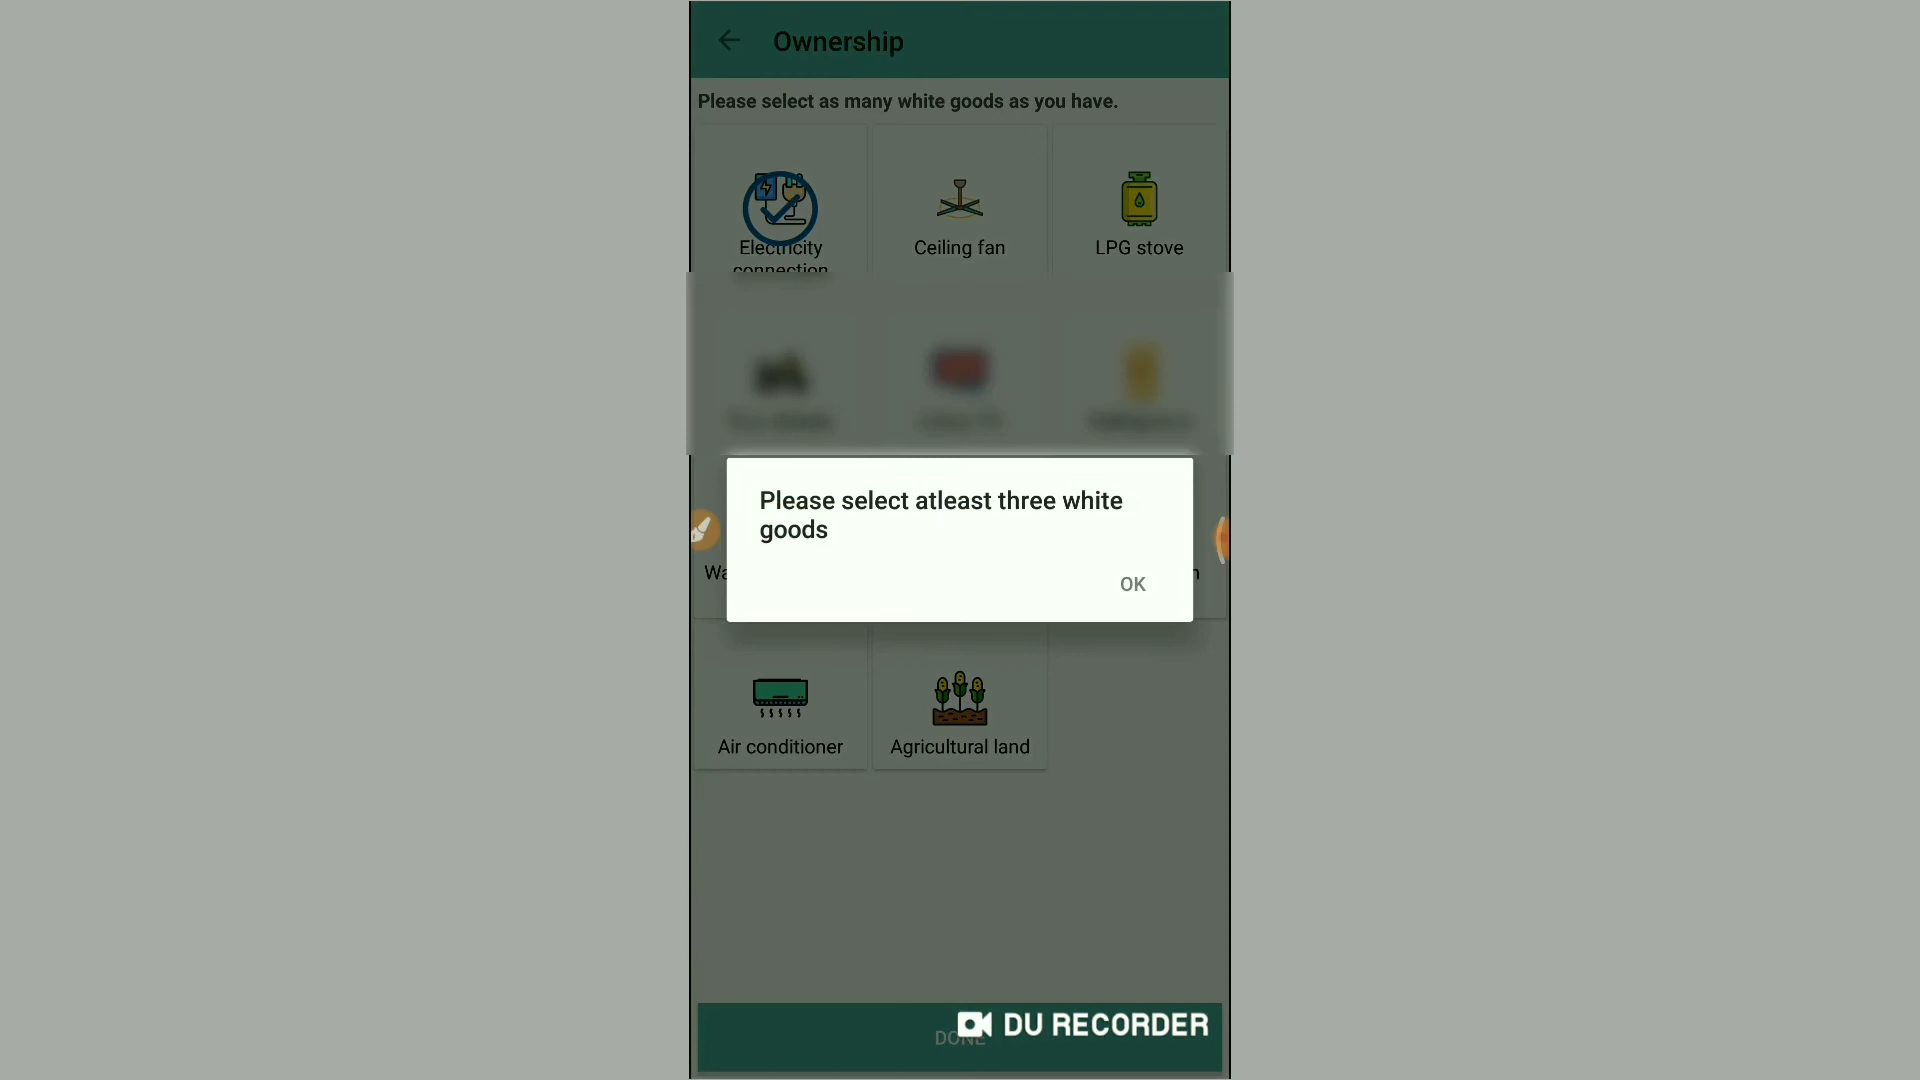 Ownership
Please select as many white goods as you have.
Electricity
connection
Ceiling fan
LPG stove
Please select atleast three white
goods
OK
Air conditioner
Agricultural land
DONE
DU RECORDER